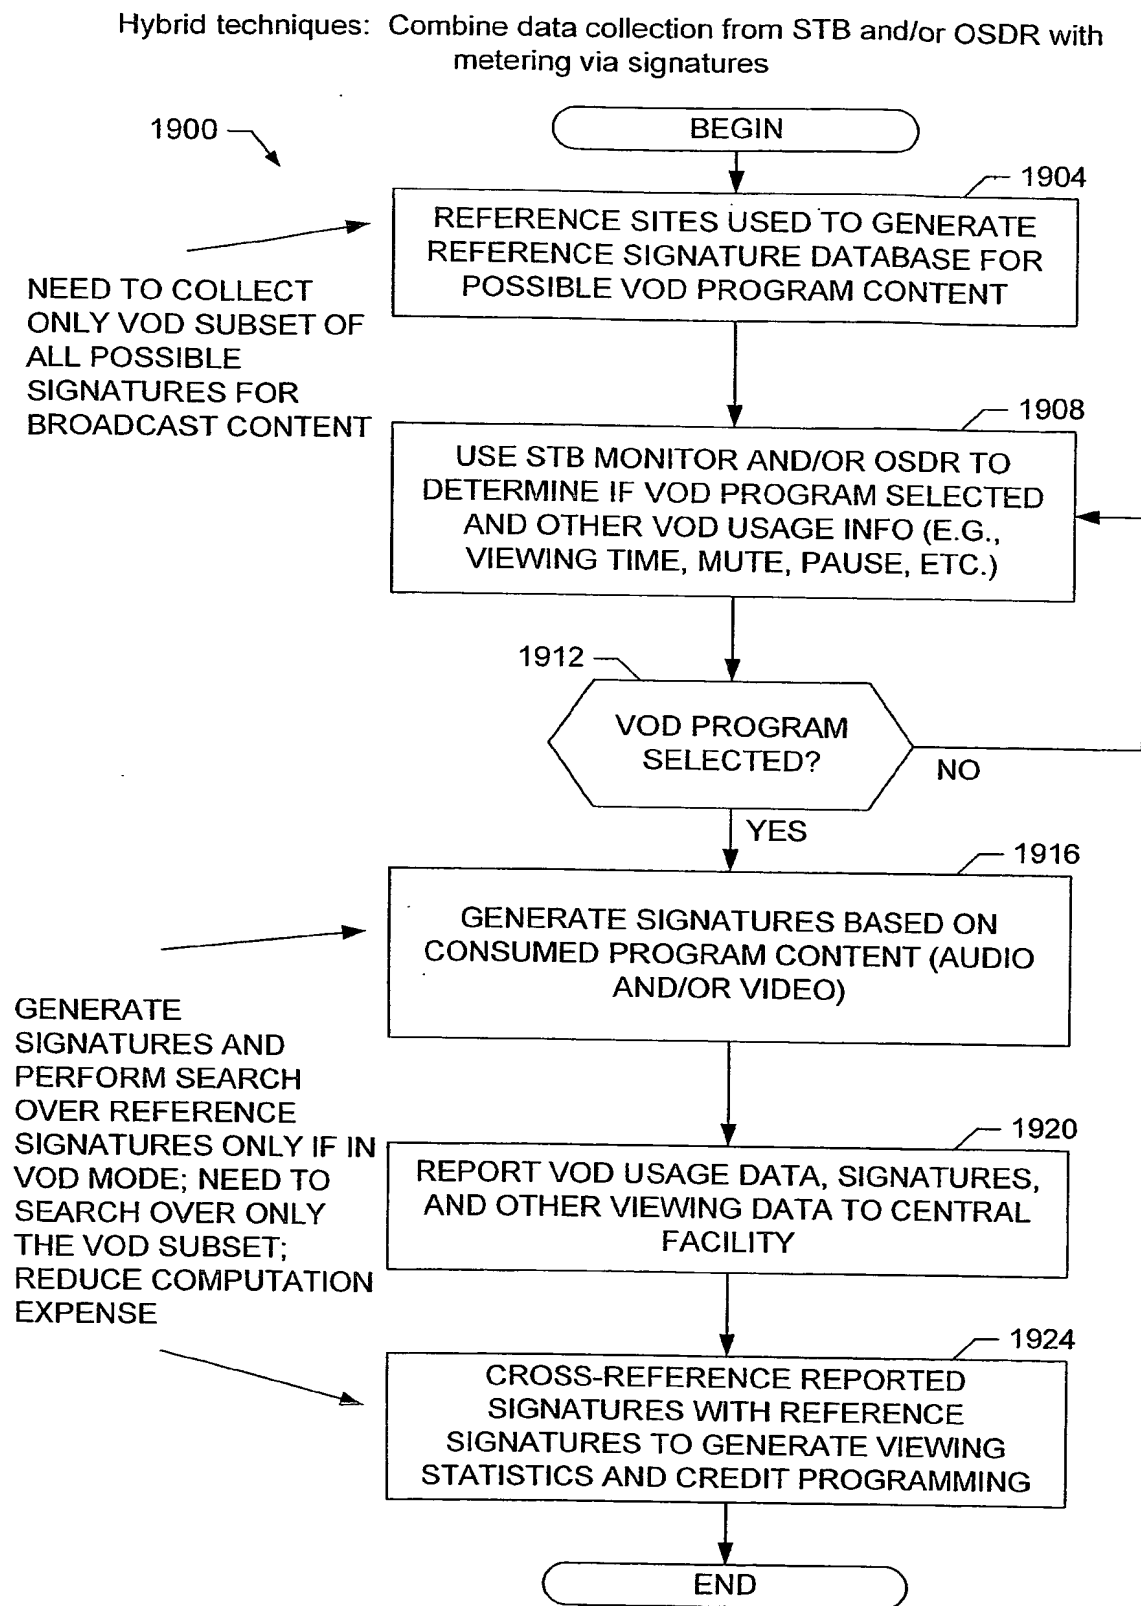 Hybrid techniques: Combine data collection from STB and/or OSDR with
metering via signatures
BEGIN
1900
1904
REFERENCE SITES USED TO GENERATE
REFERENCE SIGNATURE DATABASE FOR
POSSIBLE VOD PROGRAM CONTENT
NEED TO COLLECT
ONLY VOD SUBSET OF
ALL POSSIBLE
SIGNATURES FOR
BROADCAST CONTENT
1908
USE STB MONITOR AND/OR OSDR TO
DETERMINE IF VOD PROGRAM SELECTED
AND OTHER VOD USAGE INFO (E.G.,
VIEWING TIME, MUTE, PAUSE, ETC.)
1912
VOD PROGRAM
SELECTED?
NO
YES
1916
GENERATE SIGNATURES BASED ON
CONSUMED PROGRAM CONTENT (AUDIO
AND/OR VIDEO)
GENERATE
SIGNATURES AND
PERFORM SEARCH
OVER REFERENCE
SIGNATURES ONLY IF IN
VOD MODE; NEED TO
SEARCH OVER ONLY
THE VOD SUBSET;
REDUCE COMPUTATION
EXPENSE
1920
REPORT VOD USAGE DATA, SIGNATURES,
AND OTHER VIEWING DATA TO CENTRAL
FACILITY
1924
CROSS-REFERENCE REPORTED
SIGNATURES WITH REFERENCE
SIGNATURES TO GENERATE VIEWING
STATISTICS AND CREDIT PROGRAMMING
END